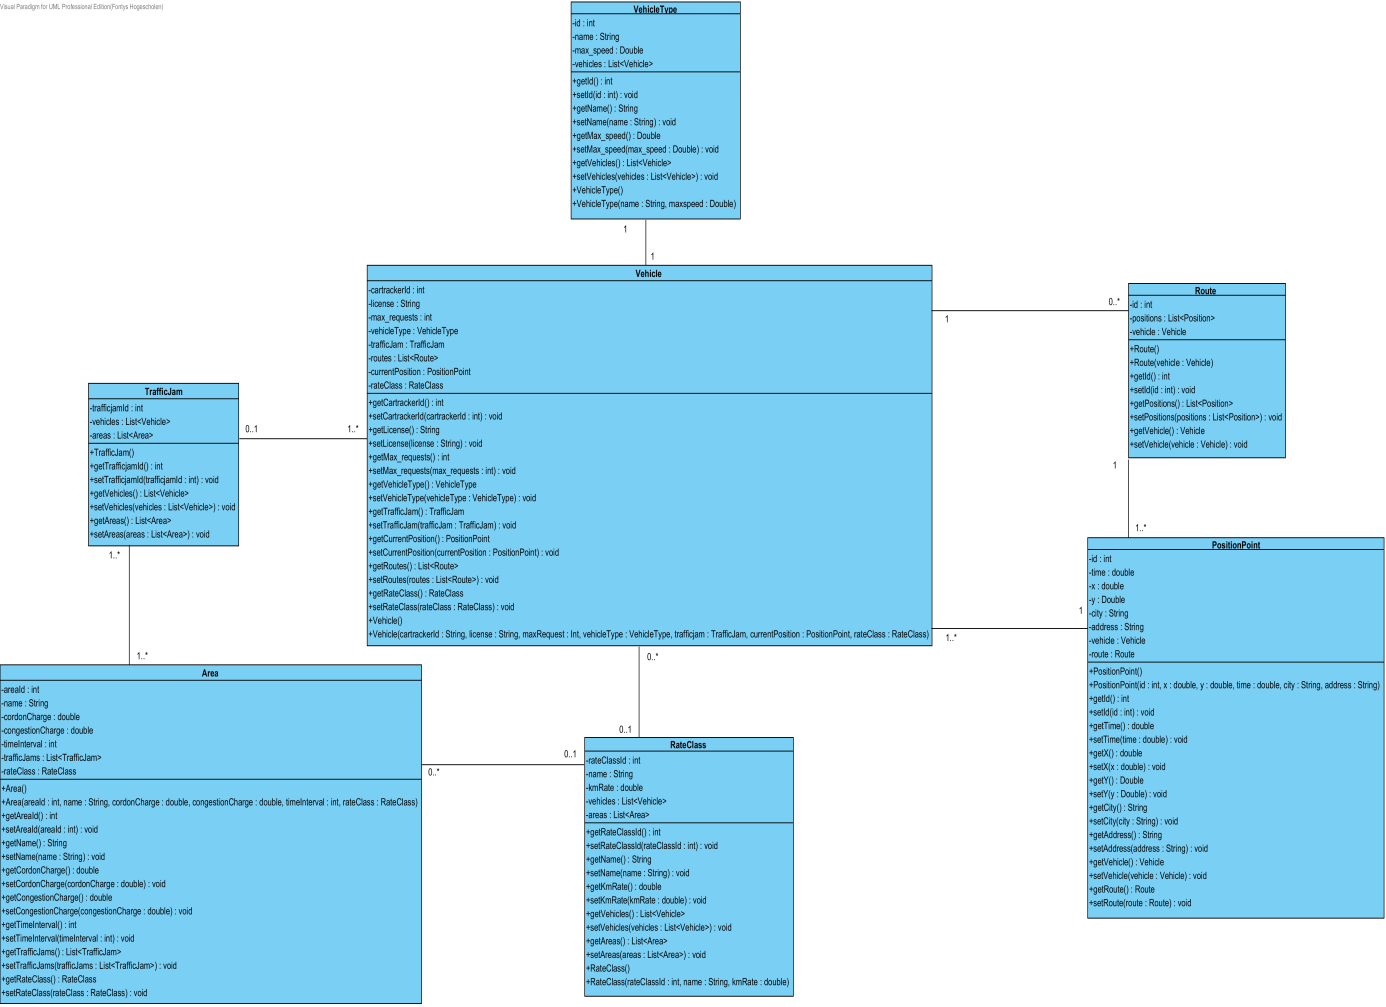 Visual Paradigm for UML Professional Edition(Fontys Hogescholen)
VehicleType
-id : int
-name : String
-max_speed : Double
-vehicles : List<Vehicle>
+getId() : int
+setId(id : int) : void
+getName() : String
+setName(name : String) : void
+getMax_speed() : Double
+setMax_speed(max_speed : Double) : void
+getVehicles() : List<Vehicle>
+setVehicles(vehicles : List<Vehicle>) : void
+VehicleType()
+VehicleType(name : String, maxspeed : Double)
1
1
Vehicle
-cartrackerId : int
-license : String
-max_requests : int
-vehicleType : VehicleType
-trafficJam : TrafficJam
-routes : List<Route>
-currentPosition : PositionPoint
-rateClass : RateClass
+getCartrackerId() : int
+setCartrackerId(cartrackerId : int) : void
+getLicense() : String
+setLicense(license : String) : void
+getMax_requests() : int
+setMax_requests(max_requests : int) : void
+getVehicleType() : VehicleType
+setVehicleType(vehicleType : VehicleType) : void
+getTrafficJam() : TrafficJam
+setTrafficJam(trafficJam : TrafficJam) : void
+getCurrentPosition() : PositionPoint
+setCurrentPosition(currentPosition : PositionPoint) : void
+getRoutes() : List<Route>
+setRoutes(routes : List<Route>) : void
+getRateClass() : RateClass
+setRateClass(rateClass : RateClass) : void
+Vehicle()
+Vehicle(cartrackerId : String, license : String, maxRequest : Int, vehicleType : VehicleType, trafficjam : TrafficJam, currentPosition : PositionPoint, rateClass : RateClass)
0..*
1
Route
-id : int
-positions : List<Position>
-vehicle : Vehicle
+Route()
+Route(vehicle : Vehicle)
+getId() : int
+setId(id : int) : void
+getPositions() : List<Position>
+setPositions(positions : List<Position>) : void
+getVehicle() : Vehicle
+setVehicle(vehicle : Vehicle) : void
1
1..*
TrafficJam
-trafficjamId : int
-vehicles : List<Vehicle>
-areas : List<Area>
+TrafficJam()
+getTrafficjamId() : int
+setTrafficjamId(trafficjamId : int) : void
+getVehicles() : List<Vehicle>
+setVehicles(vehicles : List<Vehicle>) : void
+getAreas() : List<Area>
+setAreas(areas : List<Area>) : void
0..1
1..*
1..*
1..*
PositionPoint
-id : int
-time : double
-x : double
-y : Double
-city : String
-address : String
-vehicle : Vehicle
-route : Route
+PositionPoint()
+PositionPoint(id : int, x : double, y : double, time : double, city : String, address : String)
+getId() : int
+setId(id : int) : void
+getTime() : double
+setTime(time : double) : void
+getX() : double
+setX(x : double) : void
+getY() : Double
+setY(y : Double) : void
+getCity() : String
+setCity(city : String) : void
+getAddress() : String
+setAddress(address : String) : void
+getVehicle() : Vehicle
+setVehicle(vehicle : Vehicle) : void
+getRoute() : Route
+setRoute(route : Route) : void
1
1..*
0..*
0..1
Area
-areaId : int
-name : String
-cordonCharge : double
-congestionCharge : double
-timeInterval : int
-trafficJams : List<TrafficJam>
-rateClass : RateClass
+Area()
+Area(areaId : int, name : String, cordonCharge : double, congestionCharge : double, timeInterval : int, rateClass : RateClass)
+getAreaId() : int
+setAreaId(areaId : int) : void
+getName() : String
+setName(name : String) : void
+getCordonCharge() : double
+setCordonCharge(cordonCharge : double) : void
+getCongestionCharge() : double
+setCongestionCharge(congestionCharge : double) : void
+getTimeInterval() : int
+setTimeInterval(timeInterval : int) : void
+getTrafficJams() : List<TrafficJam>
+setTrafficJams(trafficJams : List<TrafficJam>) : void
+getRateClass() : RateClass
+setRateClass(rateClass : RateClass) : void
0..1
0..*
RateClass
-rateClassId : int
-name : String
-kmRate : double
-vehicles : List<Vehicle>
-areas : List<Area>
+getRateClassId() : int
+setRateClassId(rateClassId : int) : void
+getName() : String
+setName(name : String) : void
+getKmRate() : double
+setKmRate(kmRate : double) : void
+getVehicles() : List<Vehicle>
+setVehicles(vehicles : List<Vehicle>) : void
+getAreas() : List<Area>
+setAreas(areas : List<Area>) : void
+RateClass()
+RateClass(rateClassId : int, name : String, kmRate : double)